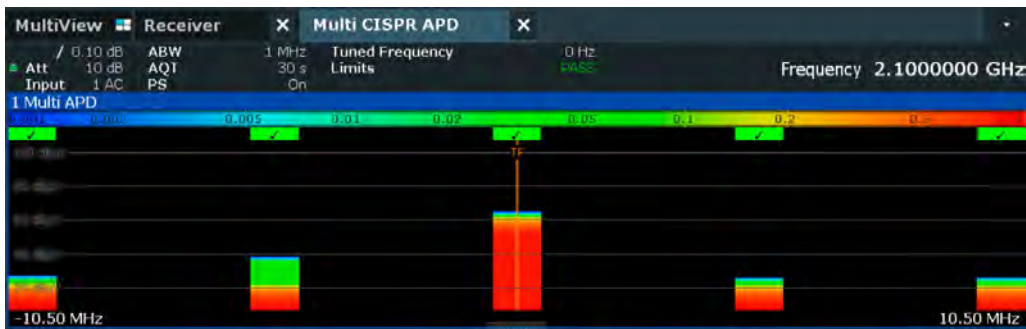 MultiView Receiver X Multi CISPR APD X
/ 0.10 dB ABW 1 MHz Tuned Frequency 0 Hz
Att 10 dB AQT 30 s Limits PASS Frequency 2.1000000 GHz
Input 1 AC PS On
1 Multi APD
0.005 0.01 0.02 0.05 0.1 0.2
TF
-10.50 MHz 10.50 MHz